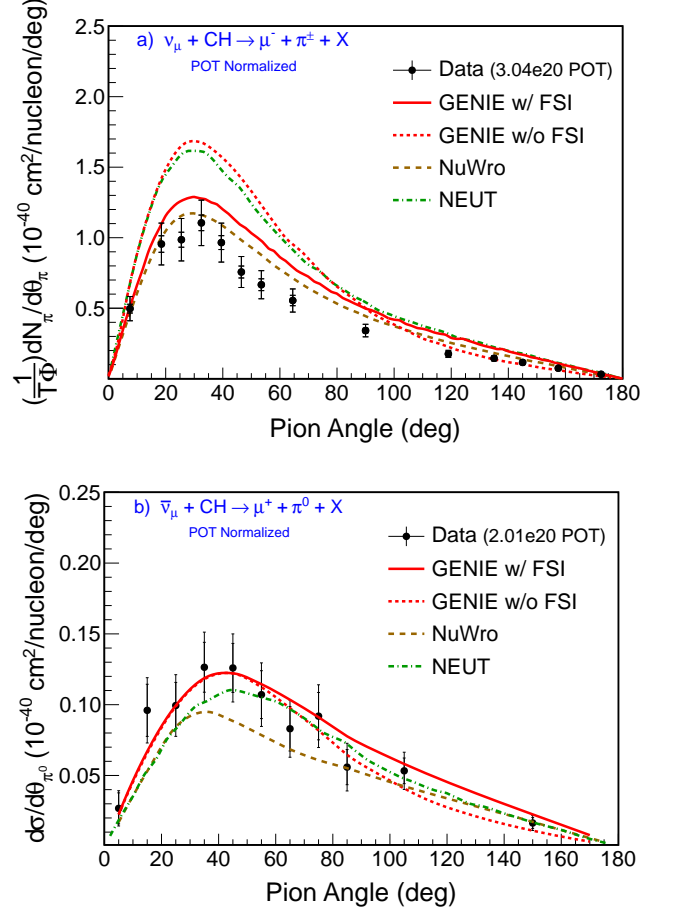 2.5
2.0
1.5
1.0
0.5
0 20 40 60 80 100 120 140 160 180
a) ν_μ + CH → μ⁻ + π^± + X
POT Normalized
Data (3.04e20 POT)
GENIE w/ FSI
GENIE w/o FSI
NuWro
NEUT
(1/TΦ)dN_π/dθ_π (10⁻⁴⁰ cm²/nucleon/deg)
Pion Angle (deg)
0.25
0.20
0.15
0.10
0.05
0 20 40 60 80 100 120 140 160 180
b) ν̄_μ + CH → μ⁺ + π⁰ + X
POT Normalized
Data (2.01e20 POT)
GENIE w/ FSI
GENIE w/o FSI
NuWro
NEUT
dσ/dθ_π⁰ (10⁻⁴⁰ cm²/nucleon/deg)
Pion Angle (deg)